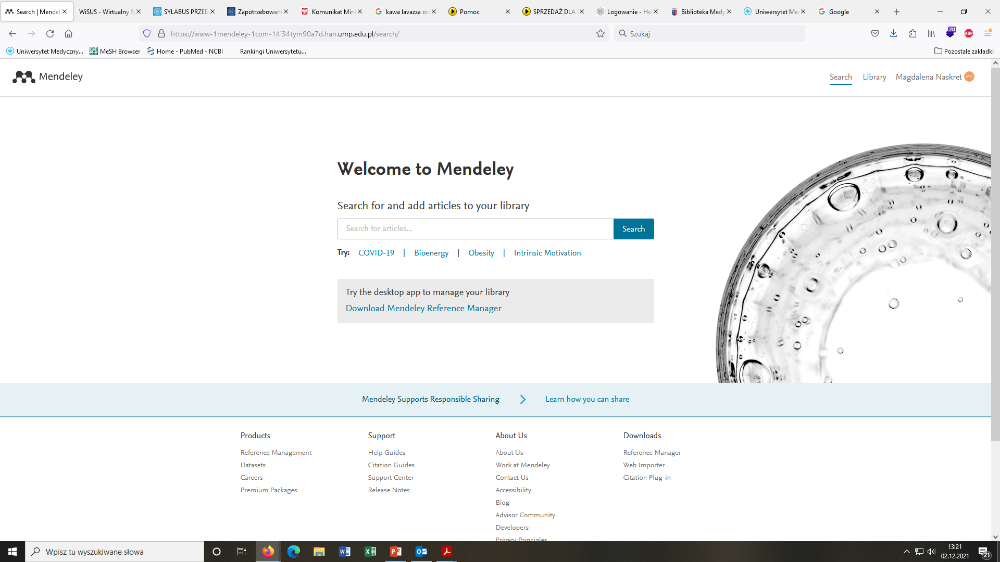 Search | Mendel
WiSUS - Wirtualny S
SYLABUS PRZED
Zapotrzebowani
Komunikat Mini
kawa lavazza oro
Pomoc
SPRZEDAŻ DLA
Logowanie - Hel
Biblioteka Medy
Uniwersytet Me
Google
https://www-1mendeley-1com-14i34tym90a7d.han.ump.edu.pl/search/
Szukaj
20
ABP
Uniwersytet Medyczny...
MeSH Browser
Home - PubMed - NCBI
Rankingi Uniwersytetu...
Pozostałe zakładki
Mendeley
Search
Library
Magdalena Naskret
MN
Welcome to Mendeley
Search for and add articles to your library
Search for articles...
Search
Try: COVID-19 | Bioenergy | Obesity | Intrinsic Motivation
Try the desktop app to manage your library
Download Mendeley Reference Manager
Mendeley Supports Responsible Sharing
Learn how you can share
Products
Reference Management
Datasets
Careers
Premium Packages
Support
Help Guides
Citation Guides
Support Center
Release Notes
About Us
About Us
Work at Mendeley
Contact Us
Accessibility
Blog
Advisor Community
Developers
Privacy Principles
Downloads
Reference Manager
Web Importer
Citation Plug-in
Wpisz tu wyszukiwane słowa
13:21
02.12.2021
21